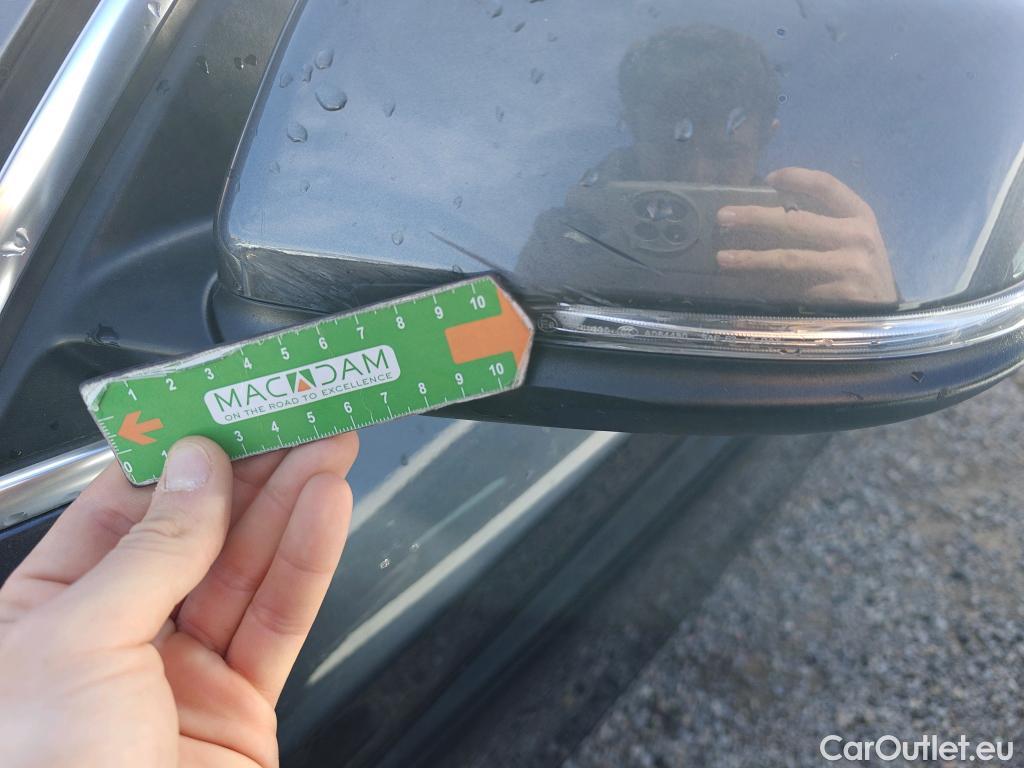 1 2 3 4 5 6 7 8 9 10
MACADAM
ON THE ROAD TO EXCELLENCE
0 1 3 4 5 6 7 8 9 10
CarOutlet.eu